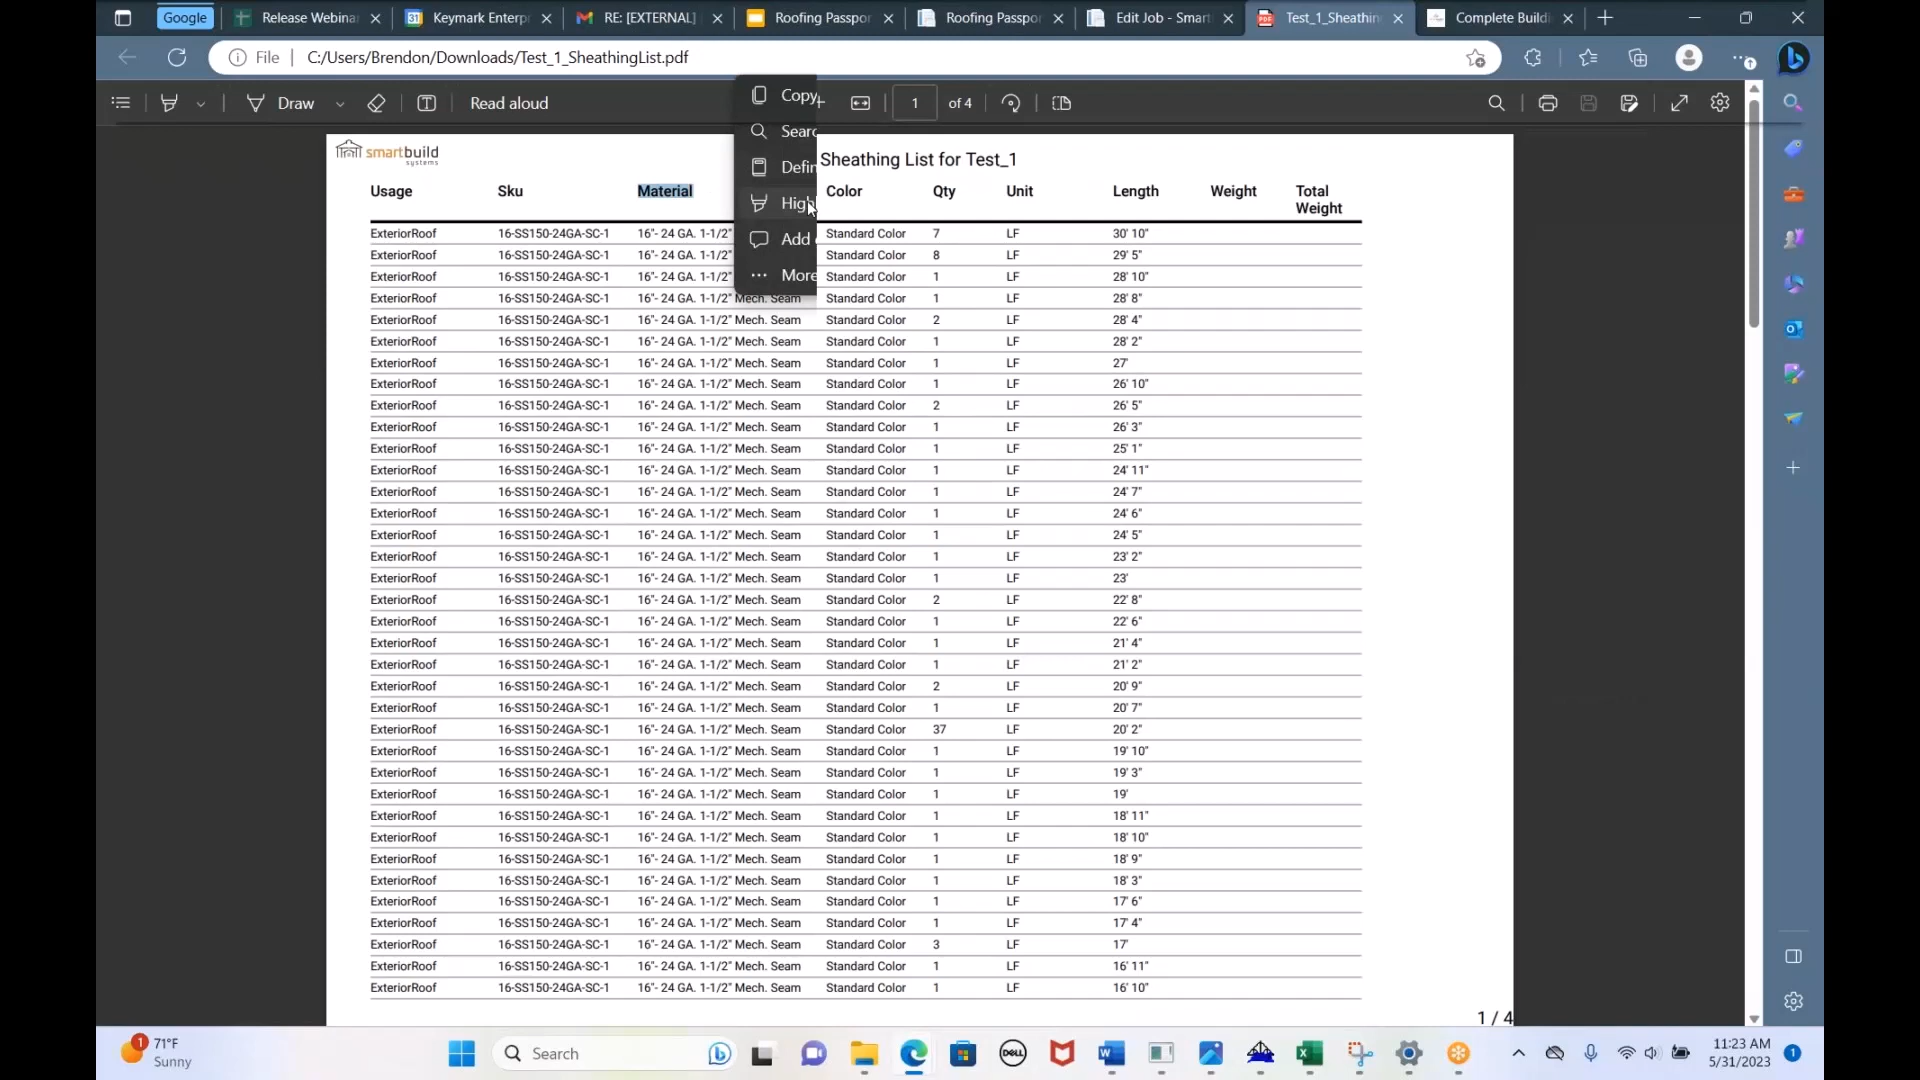 Google
Release Webina
Keymark Enterp
RE: [EXTERNAL]
Roofing Passpor
Roofing Passpor
Edit Job - Smart
Test_1_Sheathin
Complete Buildi
File
C:/Users/Brendon/Downloads/Test_1_SheathingList.pdf
Draw
Read aloud
1 of 4
Copy
Searc
Defin
High
Add
More
smartbuild
systems
Sheathing List for Test_1
Usage Sku Material Color Qty Unit Length Weight Total Weight
ExteriorRoof 16-SS150-24GA-SC-1 16"- 24 GA. 1-1/2" Standard Color 7 LF 30' 10"
ExteriorRoof 16-SS150-24GA-SC-1 16"- 24 GA. 1-1/2" Standard Color 8 LF 29' 5"
ExteriorRoof 16-SS150-24GA-SC-1 16"- 24 GA. 1-1/2" Standard Color 1 LF 28' 10"
ExteriorRoof 16-SS150-24GA-SC-1 16"- 24 GA. 1-1/2" Mech. Seam Standard Color 1 LF 28' 8"
ExteriorRoof 16-SS150-24GA-SC-1 16"- 24 GA. 1-1/2" Mech. Seam Standard Color 2 LF 28' 4"
ExteriorRoof 16-SS150-24GA-SC-1 16"- 24 GA. 1-1/2" Mech. Seam Standard Color 1 LF 28' 2"
ExteriorRoof 16-SS150-24GA-SC-1 16"- 24 GA. 1-1/2" Mech. Seam Standard Color 1 LF 27'
ExteriorRoof 16-SS150-24GA-SC-1 16"- 24 GA. 1-1/2" Mech. Seam Standard Color 1 LF 26' 10"
ExteriorRoof 16-SS150-24GA-SC-1 16"- 24 GA. 1-1/2" Mech. Seam Standard Color 2 LF 26' 5"
ExteriorRoof 16-SS150-24GA-SC-1 16"- 24 GA. 1-1/2" Mech. Seam Standard Color 1 LF 26' 3"
ExteriorRoof 16-SS150-24GA-SC-1 16"- 24 GA. 1-1/2" Mech. Seam Standard Color 1 LF 25' 1"
ExteriorRoof 16-SS150-24GA-SC-1 16"- 24 GA. 1-1/2" Mech. Seam Standard Color 1 LF 24' 11"
ExteriorRoof 16-SS150-24GA-SC-1 16"- 24 GA. 1-1/2" Mech. Seam Standard Color 1 LF 24' 7"
ExteriorRoof 16-SS150-24GA-SC-1 16"- 24 GA. 1-1/2" Mech. Seam Standard Color 1 LF 24' 6"
ExteriorRoof 16-SS150-24GA-SC-1 16"- 24 GA. 1-1/2" Mech. Seam Standard Color 1 LF 24' 5"
ExteriorRoof 16-SS150-24GA-SC-1 16"- 24 GA. 1-1/2" Mech. Seam Standard Color 1 LF 23' 2"
ExteriorRoof 16-SS150-24GA-SC-1 16"- 24 GA. 1-1/2" Mech. Seam Standard Color 1 LF 23'
ExteriorRoof 16-SS150-24GA-SC-1 16"- 24 GA. 1-1/2" Mech. Seam Standard Color 2 LF 22' 8"
ExteriorRoof 16-SS150-24GA-SC-1 16"- 24 GA. 1-1/2" Mech. Seam Standard Color 1 LF 22' 6"
ExteriorRoof 16-SS150-24GA-SC-1 16"- 24 GA. 1-1/2" Mech. Seam Standard Color 1 LF 21' 4"
ExteriorRoof 16-SS150-24GA-SC-1 16"- 24 GA. 1-1/2" Mech. Seam Standard Color 1 LF 21' 2"
ExteriorRoof 16-SS150-24GA-SC-1 16"- 24 GA. 1-1/2" Mech. Seam Standard Color 2 LF 20' 9"
ExteriorRoof 16-SS150-24GA-SC-1 16"- 24 GA. 1-1/2" Mech. Seam Standard Color 1 LF 20' 7"
ExteriorRoof 16-SS150-24GA-SC-1 16"- 24 GA. 1-1/2" Mech. Seam Standard Color 37 LF 20' 2"
ExteriorRoof 16-SS150-24GA-SC-1 16"- 24 GA. 1-1/2" Mech. Seam Standard Color 1 LF 19' 10"
ExteriorRoof 16-SS150-24GA-SC-1 16"- 24 GA. 1-1/2" Mech. Seam Standard Color 1 LF 19' 3"
ExteriorRoof 16-SS150-24GA-SC-1 16"- 24 GA. 1-1/2" Mech. Seam Standard Color 1 LF 19'
ExteriorRoof 16-SS150-24GA-SC-1 16"- 24 GA. 1-1/2" Mech. Seam Standard Color 1 LF 18' 11"
ExteriorRoof 16-SS150-24GA-SC-1 16"- 24 GA. 1-1/2" Mech. Seam Standard Color 1 LF 18' 10"
ExteriorRoof 16-SS150-24GA-SC-1 16"- 24 GA. 1-1/2" Mech. Seam Standard Color 1 LF 18' 9"
ExteriorRoof 16-SS150-24GA-SC-1 16"- 24 GA. 1-1/2" Mech. Seam Standard Color 1 LF 18' 3"
ExteriorRoof 16-SS150-24GA-SC-1 16"- 24 GA. 1-1/2" Mech. Seam Standard Color 1 LF 17' 6"
ExteriorRoof 16-SS150-24GA-SC-1 16"- 24 GA. 1-1/2" Mech. Seam Standard Color 1 LF 17' 4"
ExteriorRoof 16-SS150-24GA-SC-1 16"- 24 GA. 1-1/2" Mech. Seam Standard Color 3 LF 17'
ExteriorRoof 16-SS150-24GA-SC-1 16"- 24 GA. 1-1/2" Mech. Seam Standard Color 1 LF 16' 11"
ExteriorRoof 16-SS150-24GA-SC-1 16"- 24 GA. 1-1/2" Mech. Seam Standard Color 1 LF 16' 10"
1 / 4
1
71°F
Sunny
Search
DELL
11:23 AM
5/31/2023
1